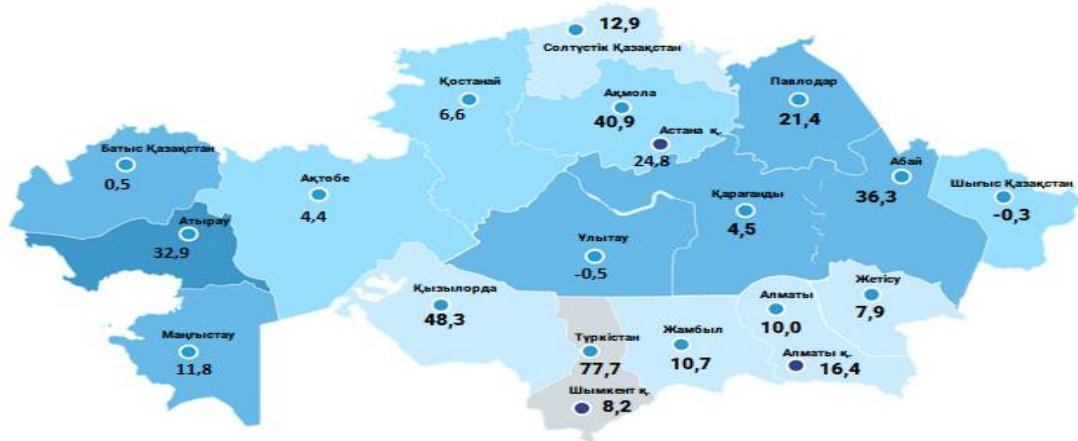 12,9
Солтүстік Қазақстан
Қостанай
6,6
Ақмола
40,9
Астана қ.
24,8
Павлодар
21,4
Батыс Қазақстан
0,5
Ақтобе
4,4
Абай
36,3
Шығыс Қазақстан
-0,3
Қарағанды
4,5
Атырау
32,9
Ұлытау
-0,5
Қызылорда
48,3
Жетісу
7,9
Алматы
10,0
Маңғыстау
11,8
Түркістан
77,7
Жамбыл
10,7
Алматы қ.
16,4
Шымкент қ.
8,2